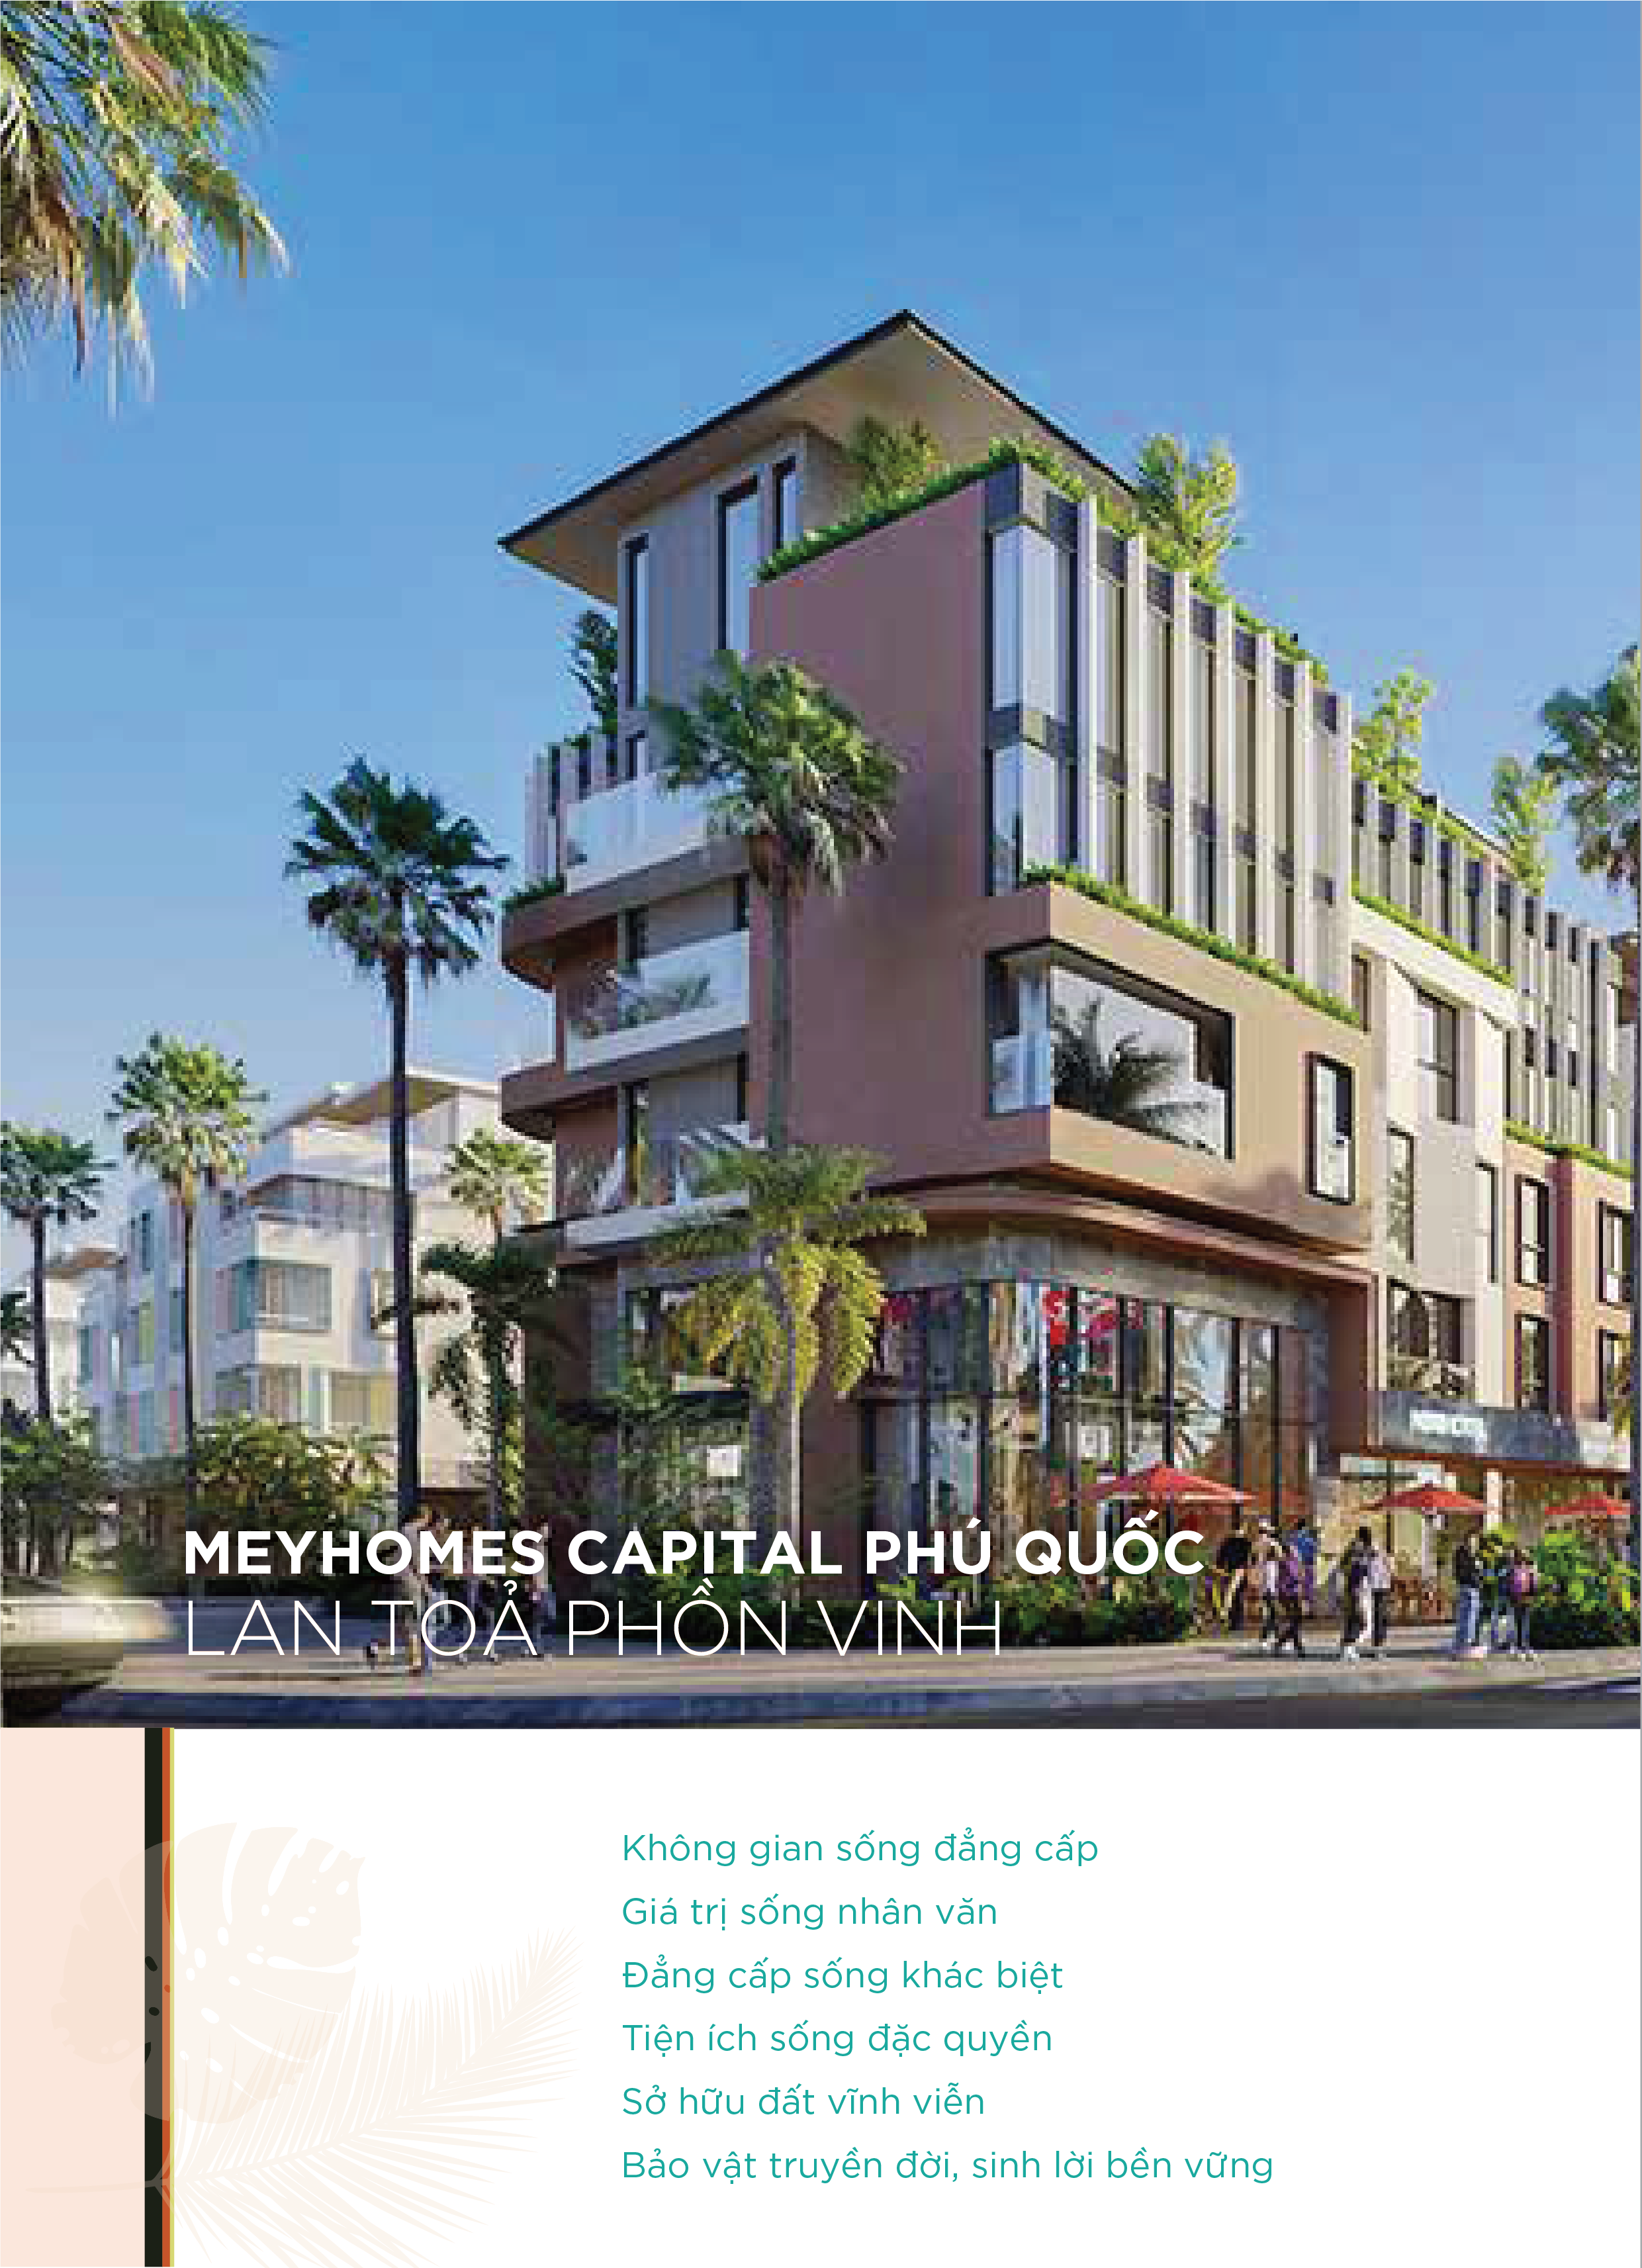 MEYHOMES CAPITAL PHÚ QUỐC
LAN TOẢ PHỒN VINH
Không gian sống đẳng cấp
Giá trị sống nhân văn
Đẳng cấp sống khác biệt
Tiện ích sống đặc quyền
Sở hữu đất vĩnh viễn
Bảo vật truyền đời, sinh lời bền vững